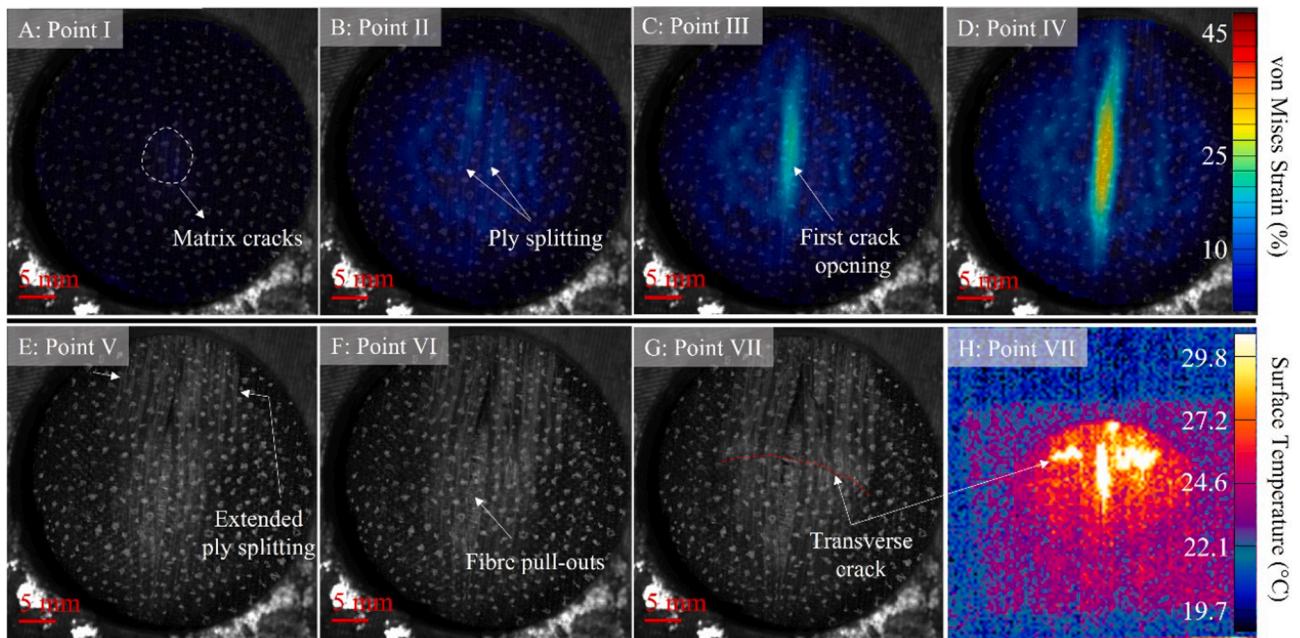 A: Point I
B: Point II
C: Point III
D: Point IV
Matrix cracks
Ply splitting
First crack
opening
5 mm
5 mm
5 mm
5 mm
45
25
10
von Mises Strain (%)
E: Point V
F: Point VI
G: Point VII
H: Point VII
Extended
ply splitting
Fibre pull-outs
Transverse
crack
5 mm
5 mm
5 mm
29.8
27.2
24.6
22.1
19.7
Surface Temperature (°C)